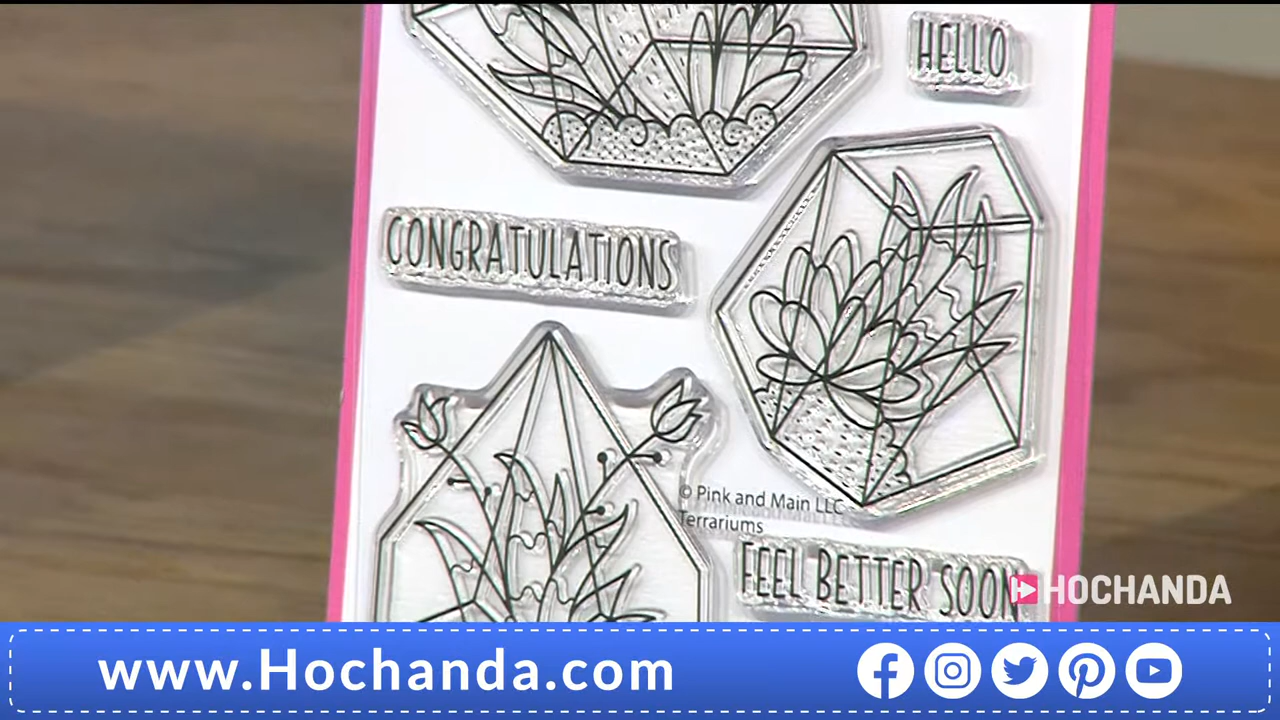 HELLO
CONGRATULATIONS
© Pink and Main LLC
Terrariums
FEEL BETTER SOON
HOCHANDA
www.Hochanda.com